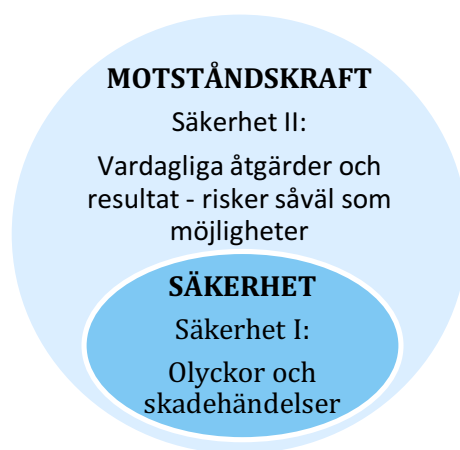 MOTSTÅNDSKRAFT
Säkerhet II:
Vardagliga åtgärder och
resultat - risker såväl som
möjligheter
SÄKERHET
Säkerhet I:
Olyckor och
skadehändelser